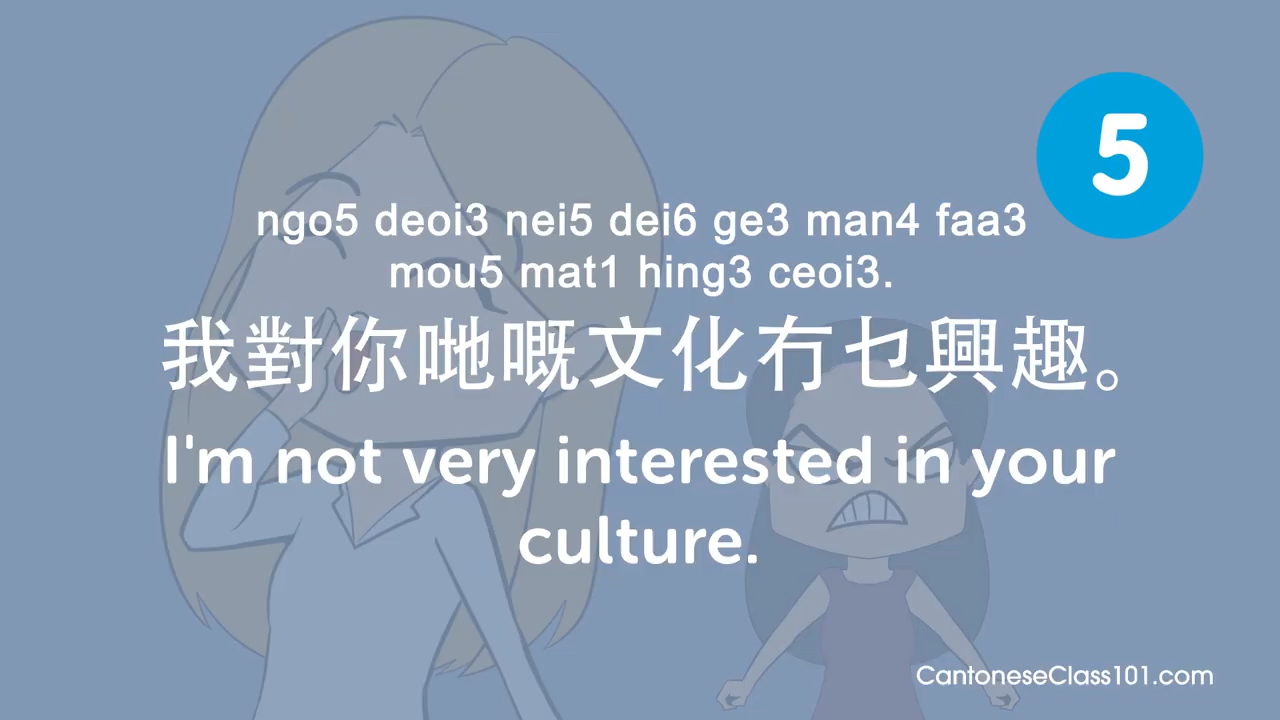 5
ngo5 deoi3 nei5 dei6 ge3 man4 faa3
mou5 mat1 hing3 ceoi3.
我對你哋嘅文化冇乜興趣。
I'm not very interested in your
culture.
CantoneseClass101.com